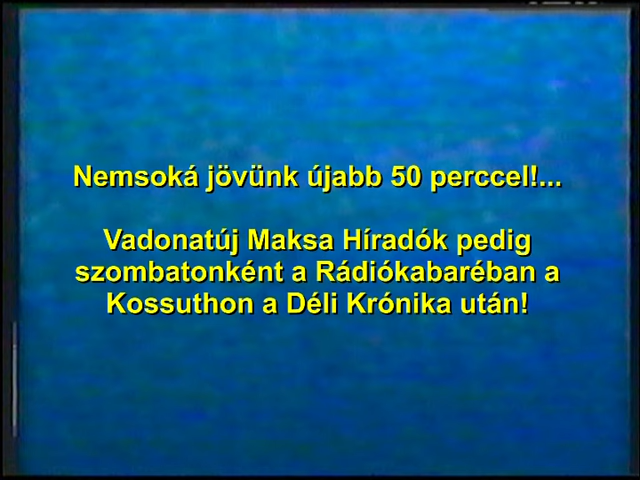 Nemsoká jövünk újabb 50 perccel!...
Vadonatúj Maksa Híradók pedig
szombatonként a Rádiókabaréban a
Kossuthon a Déli Krónika után!